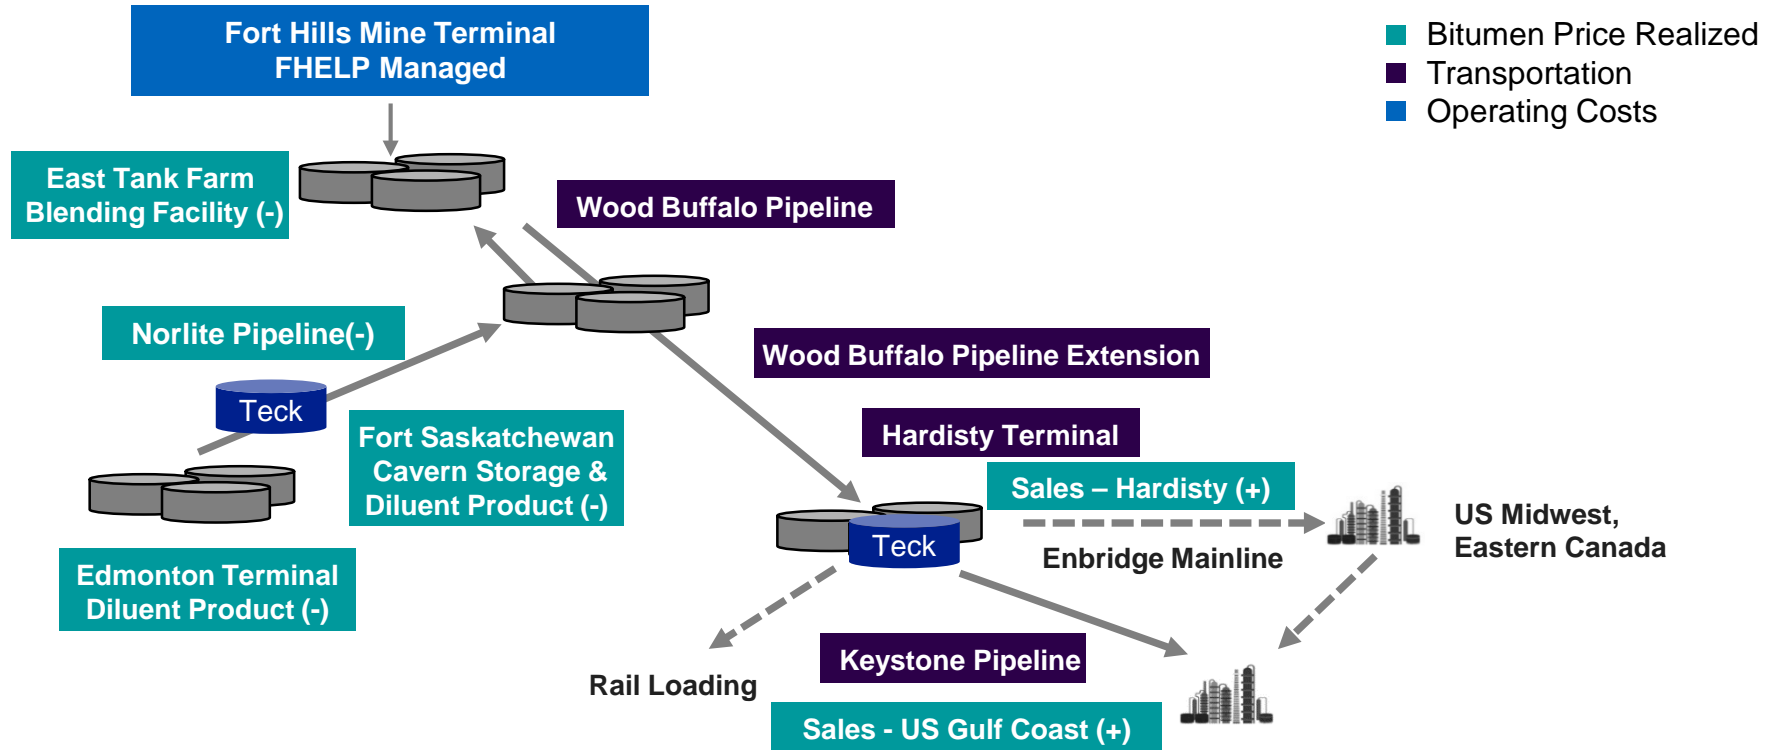 Fort Hills Mine Terminal
FHELP Managed
Bitumen Price Realized
Transportation
Operating Costs
East Tank Farm
Blending Facility (-)
Wood Buffalo Pipeline
Norlite Pipeline(-)
Wood Buffalo Pipeline Extension
Teck
Fort Saskatchewan
Cavern Storage &
Diluent Product (-)
Hardisty Terminal
Sales – Hardisty (+)
Teck
Enbridge Mainline
US Midwest,
Eastern Canada
Edmonton Terminal
Diluent Product (-)
Keystone Pipeline
Rail Loading
Sales - US Gulf Coast (+)